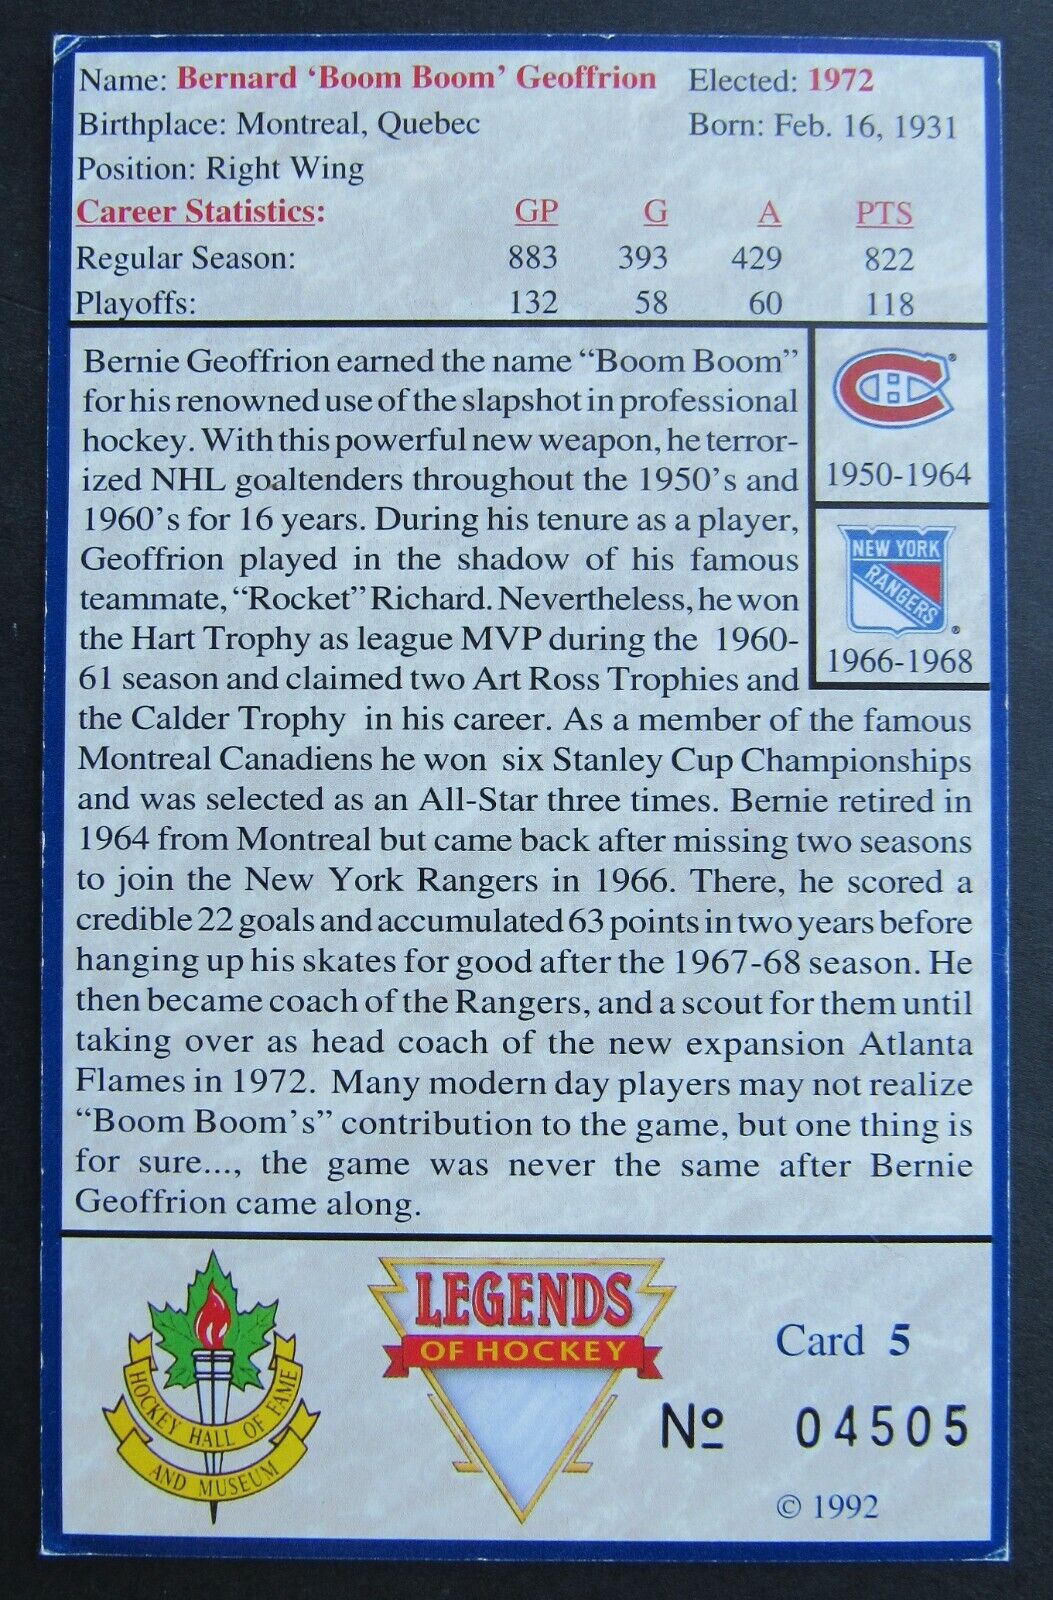 Name: Bernard ‘Boom Boom’ Geoffrion Elected: 1972
Birthplace: Montreal, Quebec Born: Feb. 16, 1931
Position: Right Wing
Career Statistics: GP G A PTS
Regular Season: 883 393 429 822
Playoffs: 132 58 60 118
Bernie Geoffrion earned the name “Boom Boom”
for his renowned use of the slapshot in professional
hockey. With this powerful new weapon, he terror-
ized NHL goaltenders throughout the 1950’s and
1960’s for 16 years. During his tenure as a player,
Geoffrion played in the shadow of his famous
teammate, “Rocket” Richard. Nevertheless, he won
the Hart Trophy as league MVP during the 1960-
61 season and claimed two Art Ross Trophies and
the Calder Trophy in his career. As a member of the famous
Montreal Canadiens he won six Stanley Cup Championships
and was selected as an All-Star three times. Bernie retired in
1964 from Montreal but came back after missing two seasons
to join the New York Rangers in 1966. There, he scored a
credible 22 goals and accumulated 63 points in two years before
hanging up his skates for good after the 1967-68 season. He
then became coach of the Rangers, and a scout for them until
taking over as head coach of the new expansion Atlanta
Flames in 1972. Many modern day players may not realize
“Boom Boom’s” contribution to the game, but one thing is
for sure..., the game was never the same after Bernie
Geoffrion came along.
CH ®
1950-1964
NEW YORK
RANGERS ®
1966-1968
HOCKEY HALL OF FAME
AND MUSEUM
LEGENDS
OF HOCKEY
Card 5
Nº 04505
© 1992